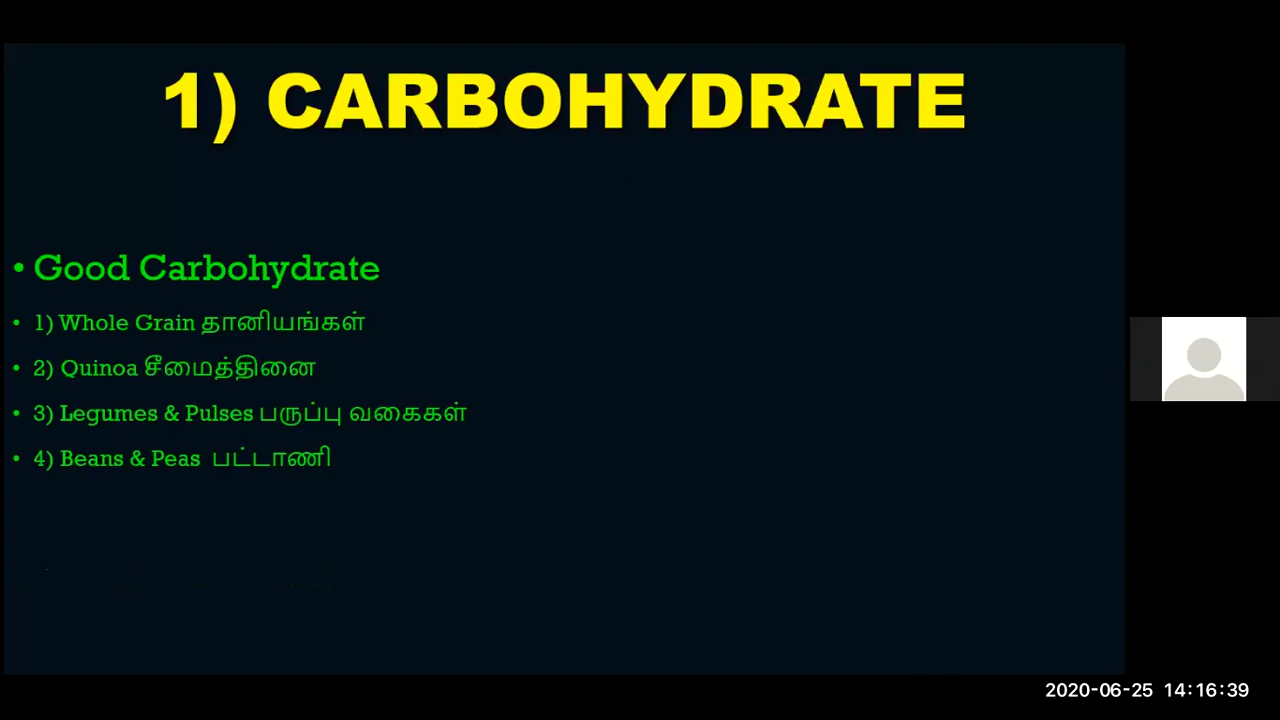 1) CARBOHYDRATE
• Good Carbohydrate
• 1) Whole Grain தானியங்கள்
• 2) Quinoa சீமைத்தினை
• 3) Legumes & Pulses பருப்பு வகைகள்
• 4) Beans & Peas பட்டாணி
2020-06-25 14:16:39